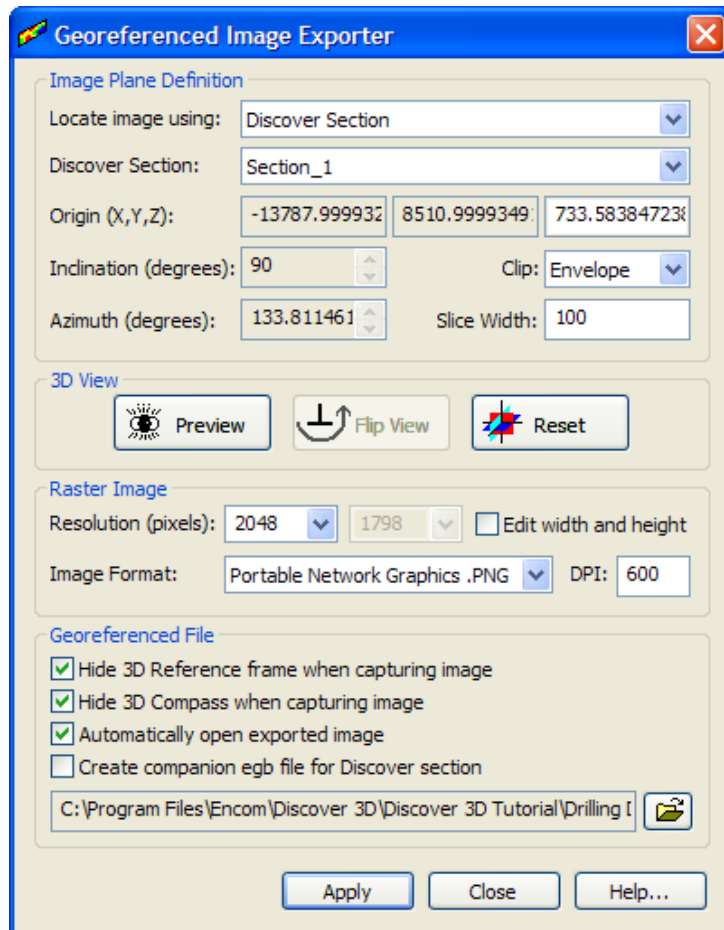 Georeferenced Image Exporter
Image Plane Definition
Locate image using: Discover Section
Discover Section: Section_1
Origin (X,Y,Z): -13787.999932 8510.9999349 733.583847238
Inclination (degrees): 90 Clip: Envelope
Azimuth (degrees): 133.811461 Slice Width: 100
3D View
Preview Flip View Reset
Raster Image
Resolution (pixels): 2048 1798 Edit width and height
Image Format: Portable Network Graphics .PNG DPI: 600
Georeferenced File
Hide 3D Reference frame when capturing image
Hide 3D Compass when capturing image
Automatically open exported image
Create companion egb file for Discover section
C:\Program Files\Encom\Discover 3D\Discover 3D Tutorial\Drilling
Apply Close Help...